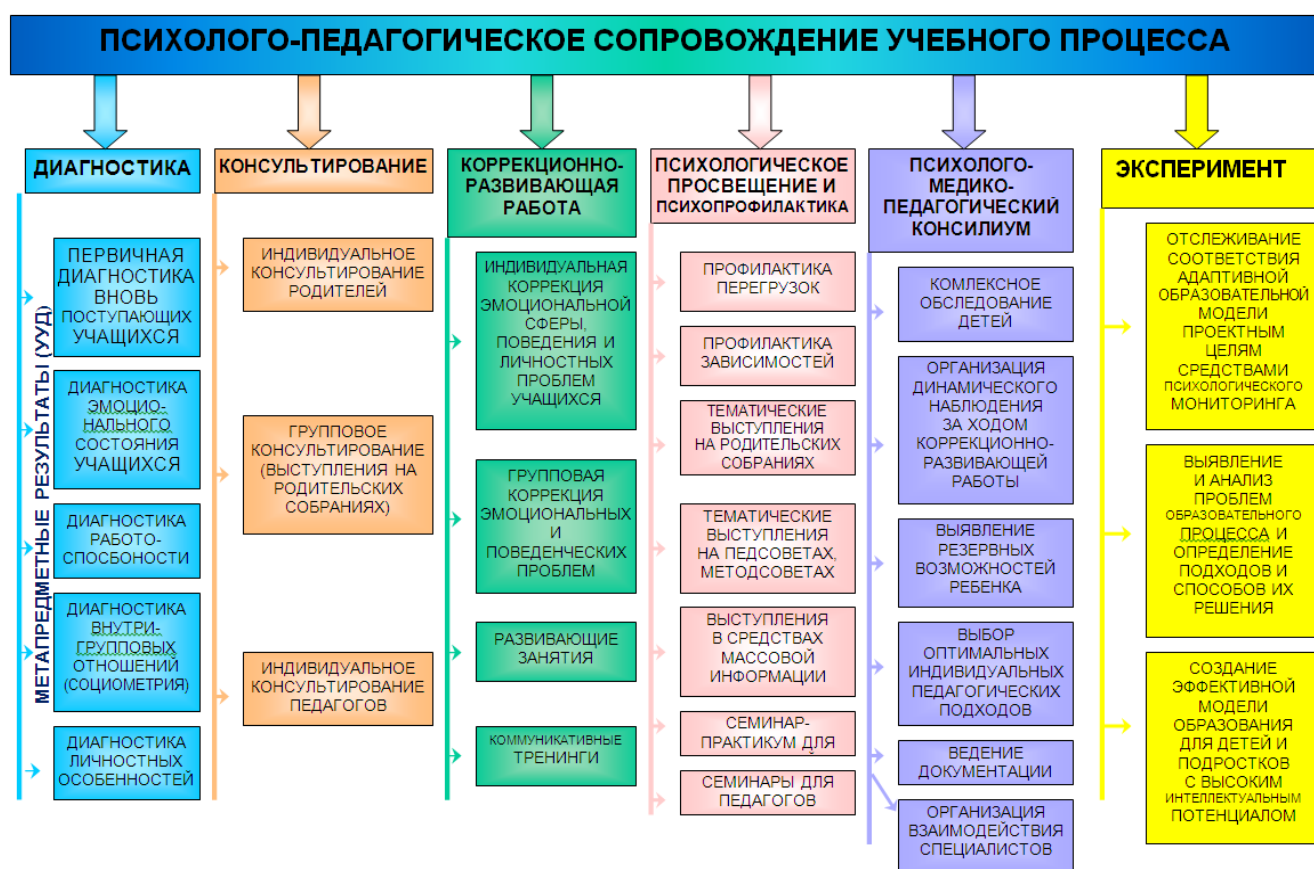 ПСИХОЛОГО-ПЕДАГОГИЧЕСКОЕ СОПРОВОЖДЕНИЕ УЧЕБНОГО ПРОЦЕССА
ДИАГНОСТИКА
МЕТАПРЕДМЕТНЫЕ РЕЗУЛЬТАТЫ (УУД)
ПЕРВИЧНАЯ
ДИАГНОСТИКА
ВНОВЬ
ПОСТУПАЮЩИХ
УЧАЩИХСЯ
ДИАГНОСТИКА
ЭМОЦИО-
НАЛЬНОГО
СОСТОЯНИЯ
УЧАЩИХСЯ
ДИАГНОСТИКА
РАБОТО-
СПОСБОНОСТИ
ДИАГНОСТИКА
ВНУТРИ-
ГРУППОВЫХ
ОТНОШЕНИЙ
(СОЦИОМЕТРИЯ)
ДИАГНОСТИКА
ЛИЧНОСТНЫХ
ОСОБЕННОСТЕЙ
КОНСУЛЬТИРОВАНИЕ
ИНДИВИДУАЛЬНОЕ
КОНСУЛЬТИРОВАНИЕ
РОДИТЕЛЕЙ
ГРУППОВОЕ
КОНСУЛЬТИРОВАНИЕ
(ВЫСТУПЛЕНИЯ НА
РОДИТЕЛЬСКИХ
СОБРАНИЯХ)
ИНДИВИДУАЛЬНОЕ
КОНСУЛЬТИРОВАНИЕ
ПЕДАГОГОВ
КОРРЕКЦИОННО-
РАЗВИВАЮЩАЯ
РАБОТА
ИНДИВИДУАЛЬНАЯ
КОРРЕКЦИЯ
ЭМОЦИОНАЛЬНОЙ
СФЕРЫ,
ПОВЕДЕНИЯ И
ЛИЧНОСТНЫХ
ПРОБЛЕМ
УЧАЩИХСЯ
ГРУППОВАЯ
КОРРЕКЦИЯ
ЭМОЦИОНАЛЬНЫХ
И
ПОВЕДЕНЧЕСКИХ
ПРОБЛЕМ
РАЗВИВАЮЩИЕ
ЗАНЯТИЯ
КОММУНИКАТИВНЫЕ
ТРЕНИНГИ
ПСИХОЛОГИЧЕСКОЕ
ПРОСВЕЩЕНИЕ И
ПСИХОПРОФИЛАКТИКА
ПРОФИЛАКТИКА
ПЕРЕГРУЗОК
ПРОФИЛАКТИКА
ЗАВИСИМОСТЕЙ
ТЕМАТИЧЕСКИЕ
ВЫСТУПЛЕНИЯ
НА РОДИТЕЛЬСКИХ
СОБРАНИЯХ
ТЕМАТИЧЕСКИЕ
ВЫСТУПЛЕНИЯ
НА ПЕДСОВЕТАХ,
МЕТОДСОВЕТАХ
ВЫСТУПЛЕНИЯ
В СРЕДСТВАХ
МАССОВОЙ
ИНФОРМАЦИИ
СЕМИНАР-
ПРАКТИКУМ ДЛЯ
СЕМИНАРЫ ДЛЯ
ПЕДАГОГОВ
ПСИХОЛОГО-
МЕДИКО-
ПЕДАГОГИЧЕСКИЙ
КОНСИЛИУМ
КОМЛЕКСНОЕ
ОБСЛЕДОВАНИЕ
ДЕТЕЙ
ОРГАНИЗАЦИЯ
ДИНАМИЧЕСКОГО
НАБЛЮДЕНИЯ
ЗА ХОДОМ
КОРРЕКЦИОННО-
РАЗВИВАЮЩЕЙ
РАБОТЫ
ВЫЯВЛЕНИЕ
РЕЗЕРВНЫХ
ВОЗМОЖНОСТЕЙ
РЕБЕНКА
ВЫБОР
ОПТИМАЛЬНЫХ
ИНДИВИДУАЛЬНЫХ
ПЕДАГОГИЧЕСКИХ
ПОДХОДОВ
ВЕДЕНИЕ
ДОКУМЕНТАЦИИ
ОРГАНИЗАЦИЯ
ВЗАИМОДЕЙСТВИЯ
СПЕЦИАЛИСТОВ
ЭКСПЕРИМЕНТ
ОТСЛЕЖИВАНИЕ
СООТВЕТСТВИЯ
АДАПТИВНОЙ
ОБРАЗОВАТЕЛЬНОЙ
МОДЕЛИ
ПРОЕКТНЫМ
ЦЕЛЯМ
СРЕДСТВАМИ
ПСИХОЛОГИЧЕСКОГО
МОНИТОРИНГА
ВЫЯВЛЕНИЕ
И АНАЛИЗ
ПРОБЛЕМ
ОБРАЗОВАТЕЛЬНОГО
ПРОЦЕССА И
ОПРЕДЕЛЕНИЕ
ПОДХОДОВ И
СПОСОБОВ ИХ
РЕШЕНИЯ
СОЗДАНИЕ
ЭФФЕКТИВНОЙ
МОДЕЛИ
ОБРАЗОВАНИЯ
ДЛЯ ДЕТЕЙ И
ПОДРОСТКОВ
С ВЫСОКИМ
ИНТЕЛЛЕКТУАЛЬНЫМ
ПОТЕНЦИАЛОМ